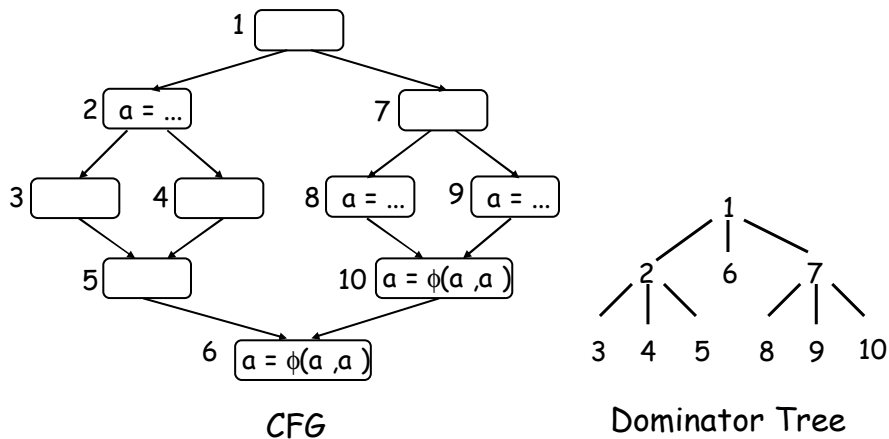 1
2 a = ...
7
3
4
8 a = ...
9 a = ...
5
10 a = ϕ(a ,a )
6 a = ϕ(a ,a )
CFG
1
2 6 7
3 4 5 8 9 10
Dominator Tree